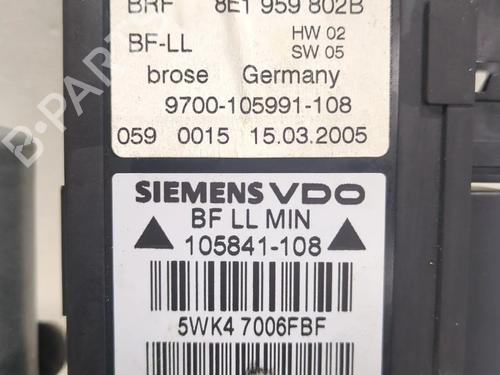 BRF 8E1 959 802B
BF-LL HW 02
SW 05
brose Germany
9700-105991-108
059 0015 15.03.2005
SIEMENS VDO
BF LL MIN
105841-108
5WK4 7006FBF